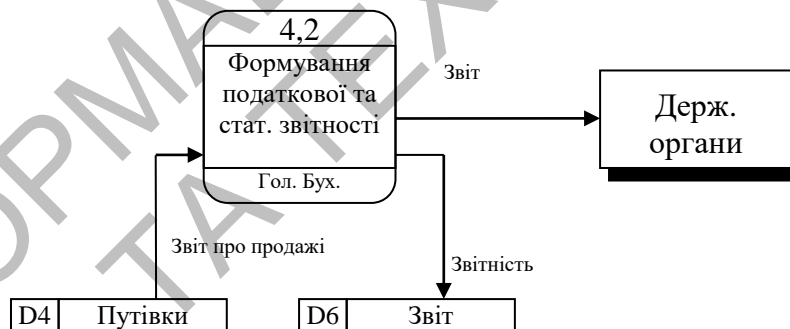 4,2
Формування
податкової та
стат. звітності
Гол. Бух.
Звіт
Держ.
органи
Звіт про продажі
Звітність
D4 Путівки
D6 Звіт